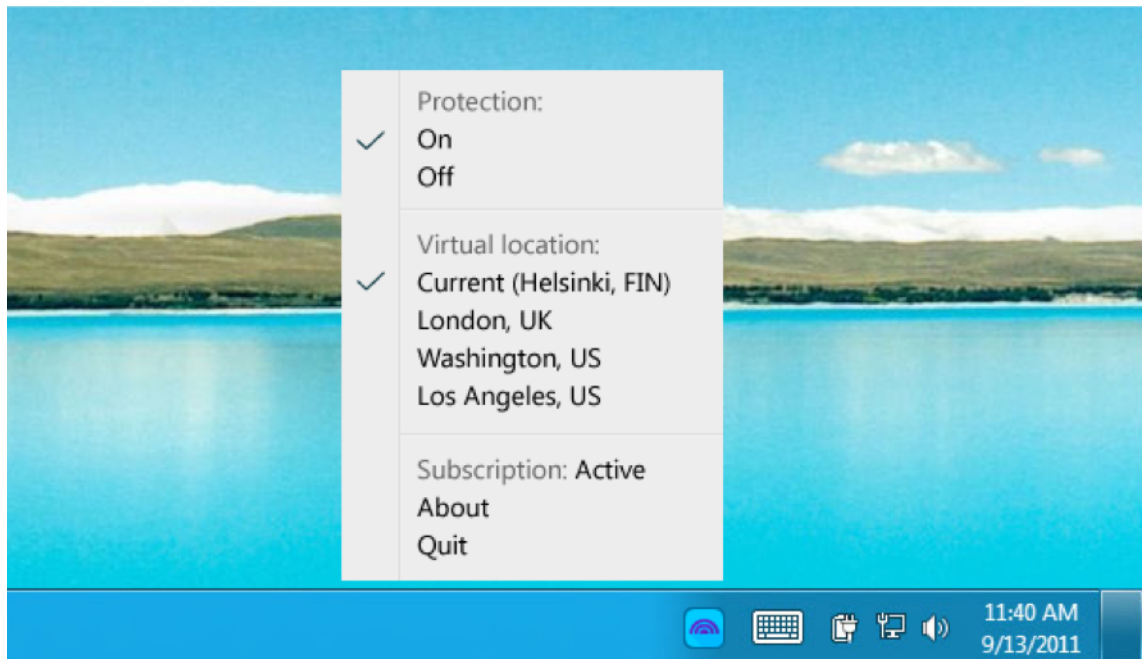 Protection:
On
Off
Virtual location:
Current (Helsinki, FIN)
London, UK
Washington, US
Los Angeles, US
Subscription: Active
About
Quit
11:40 AM
9/13/2011